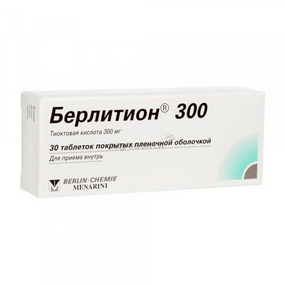 Берлитион® 300
Тиоктовая кислота 300 мг
30 таблеток покрытых пленочной оболочкой
Для приема внутрь
BERLIN-CHEMIE
MENARINI